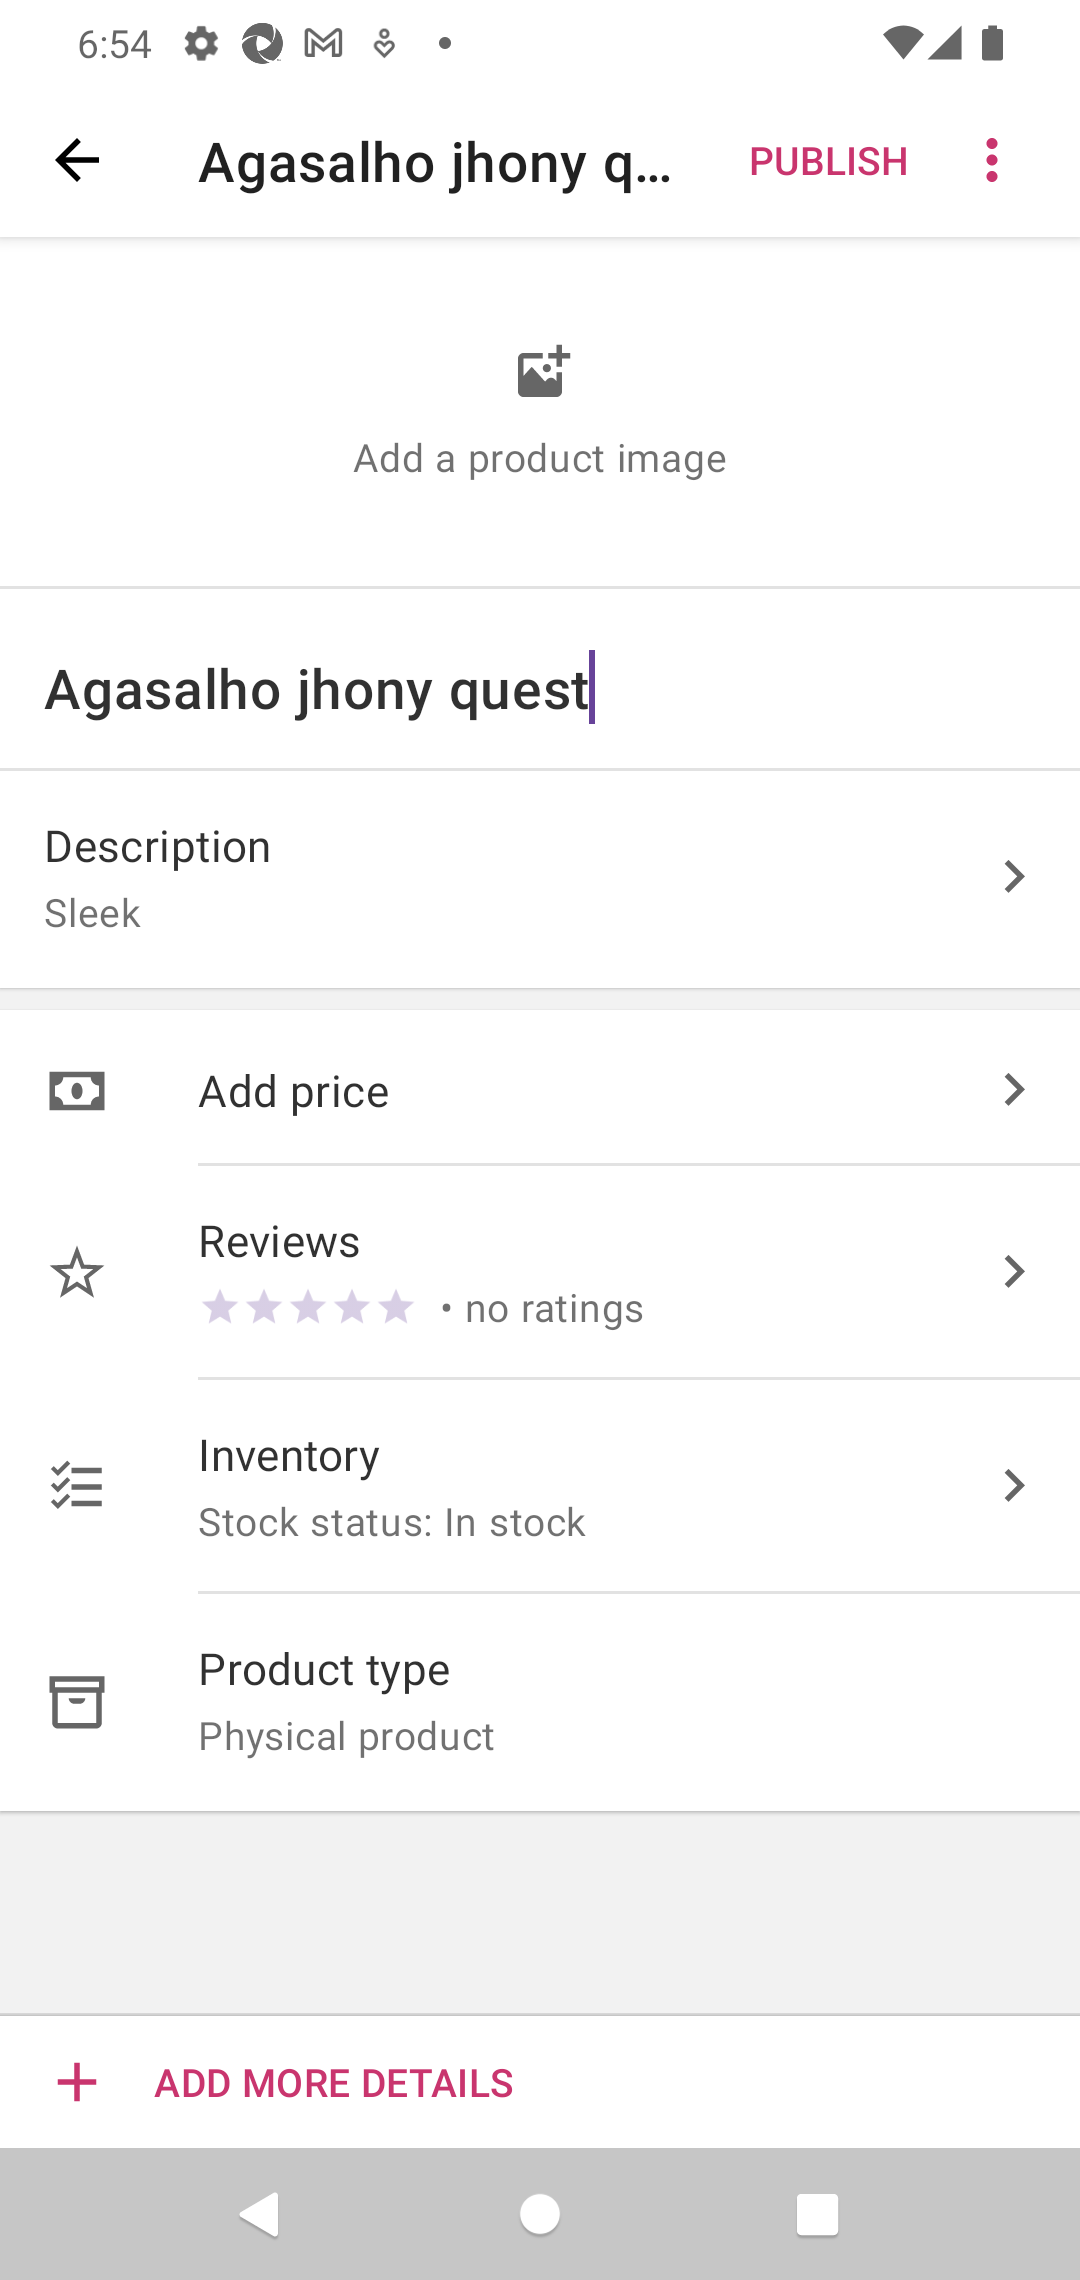 6:54
Agasalho jhony q...
PUBLISH
Add a product image
Agasalho jhony quest
Description
Sleek
Add price
Reviews
• no ratings
Inventory
Stock status: In stock
Product type
Physical product
ADD MORE DETAILS